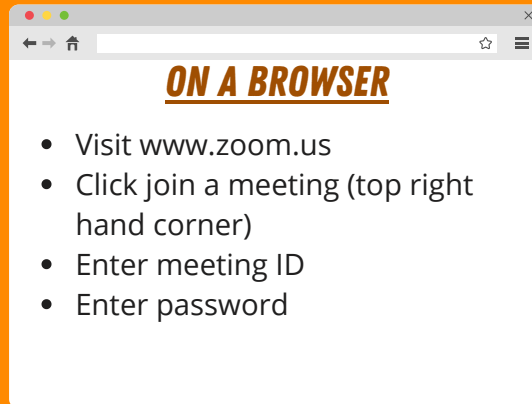 ON A BROWSER
• Visit www.zoom.us
• Click join a meeting (top right
hand corner)
• Enter meeting ID
• Enter password